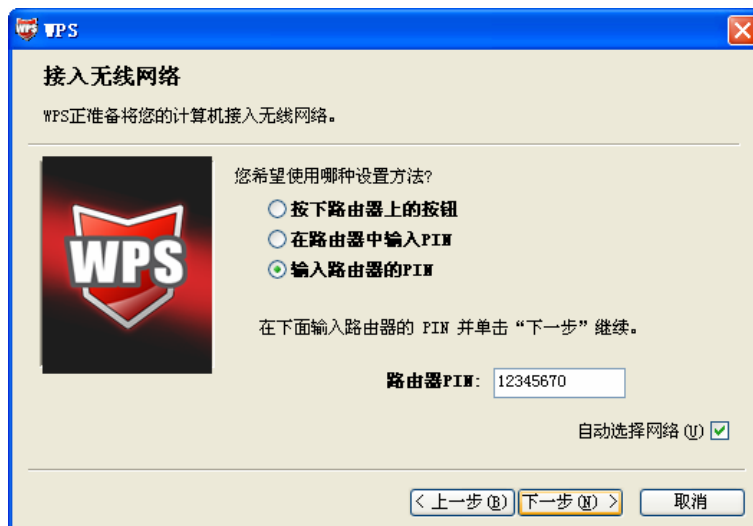 WPS
接入无线网络
WPS正准备将您的计算机接入无线网络。
WPS
您希望使用哪种设置方法?
按下路由器上的按钮
在路由器中输入PIN
输入路由器的PIN
在下面输入路由器的 PIN 并单击“下一步”继续。
路由器PIN: 12345670
自动选择网络(U)
< 上一步(B) 下一步(N) > 取消